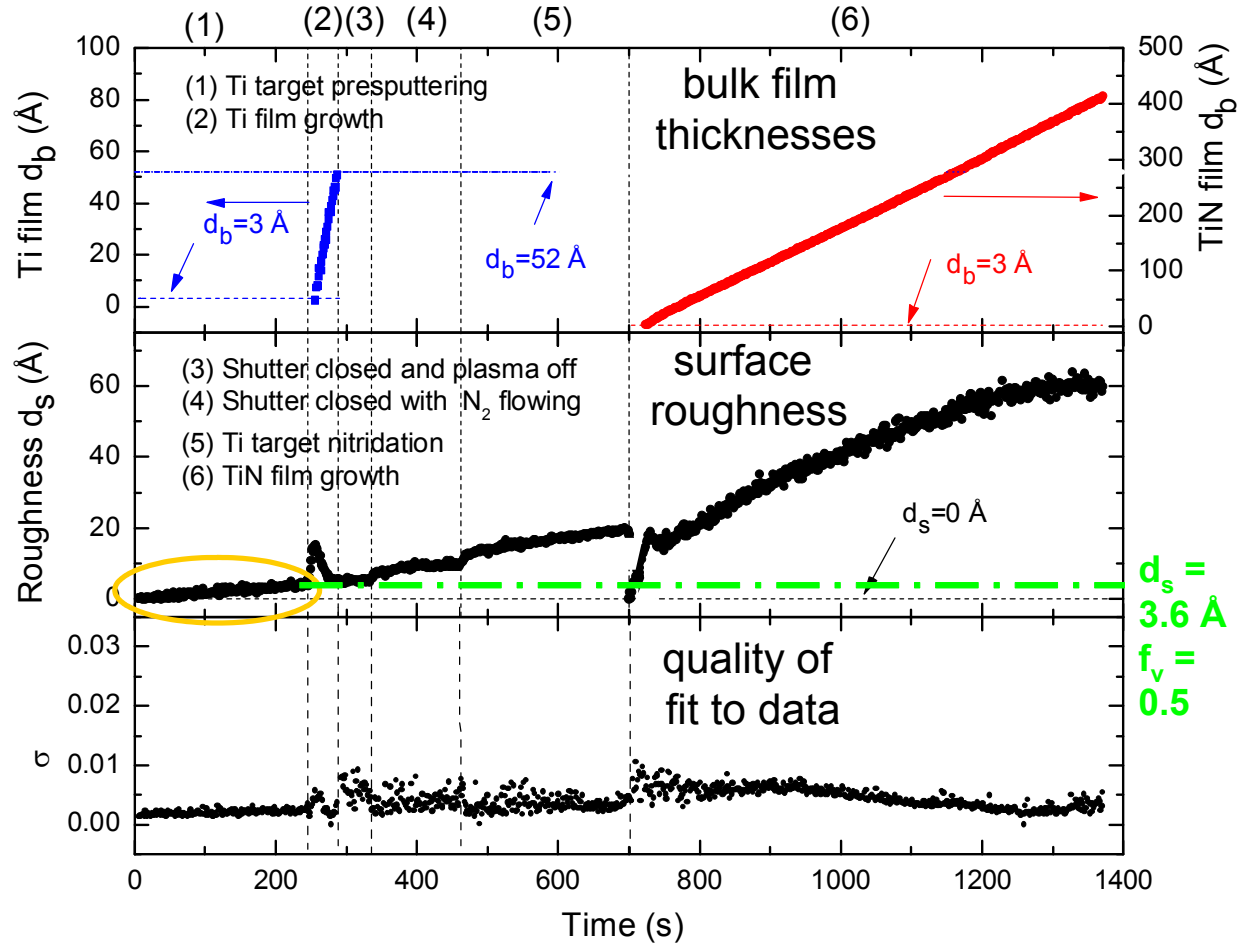 (1) (2) (3) (4) (5) (6)
100
80
60
40
20
0
Ti film d_b (Å)
500
400
300
200
100
0
TiN film d_b (Å)
(1) Ti target presputtering
(2) Ti film growth
bulk film
thicknesses
d_b=3 Å
d_b=52 Å
d_b=3 Å
60
40
20
0
Roughness d_s (Å)
(3) Shutter closed and plasma off
(4) Shutter closed with N₂ flowing
(5) Ti target nitridation
(6) TiN film growth
surface
roughness
d_s=0 Å
d_s =
3.6 Å
f_v =
0.5
0.03
0.02
0.01
0.00
σ
quality of
fit to data
0 200 400 600 800 1000 1200 1400
Time (s)